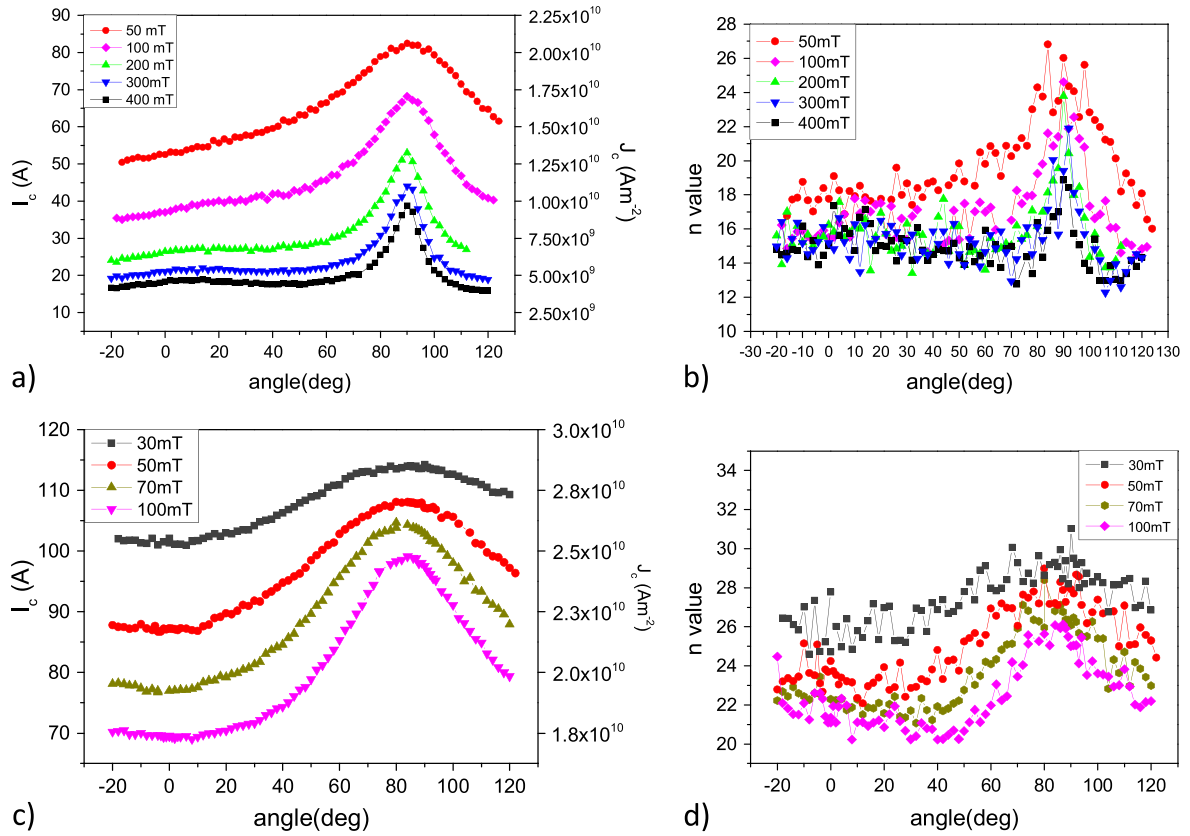 50 mT
100 mT
200 mT
300mT
400 mT
90
80
70
60
50
40
30
20
10
I_c (A)
2.25x10^10
2.00x10^10
1.75x10^10
1.50x10^10
1.25x10^10
1.00x10^10
7.50x10^9
5.00x10^9
2.50x10^9
J_c (Am^-2)
-20 0 20 40 60 80 100 120
angle(deg)
a)
50mT
100mT
200mT
300mT
400mT
28
26
24
22
20
18
16
14
12
10
n value
-30 -20 -10 0 10 20 30 40 50 60 70 80 90 100 110 120 130
angle(deg)
b)
30mT
50mT
70mT
100mT
120
110
100
90
80
70
I_c (A)
3.0x10^10
2.7x10^10
2.5x10^10
2.2x10^10
2.0x10^10
1.8x10^10
J_c (Am^-2)
-20 0 20 40 60 80 100 120
angle(deg)
c)
30mT
50mT
70mT
100mT
34
32
30
28
26
24
22
20
n value
-20 0 20 40 60 80 100 120
angle(deg)
d)